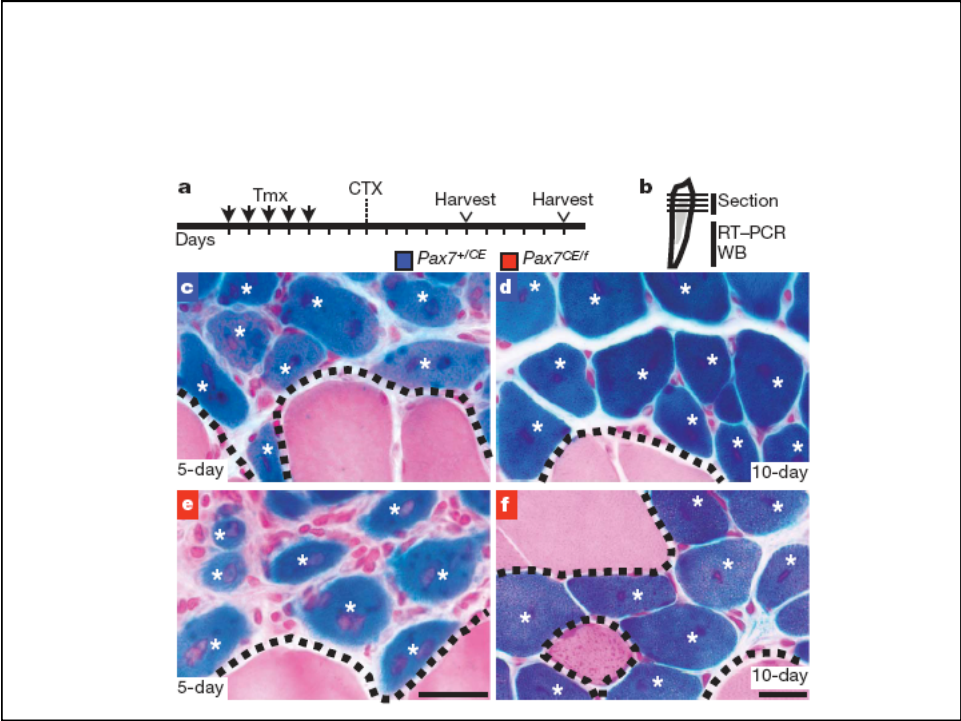 a
Tmx
CTX
Harvest
Harvest
Days
b
Section
RT–PCR
WB
Pax7+/CE
Pax7CE/f
c
* * * * * * * *
5-day
d
* * * * * * * * * * *
10-day
e
* * * * * * * *
5-day
f
* * * * * * * *
10-day